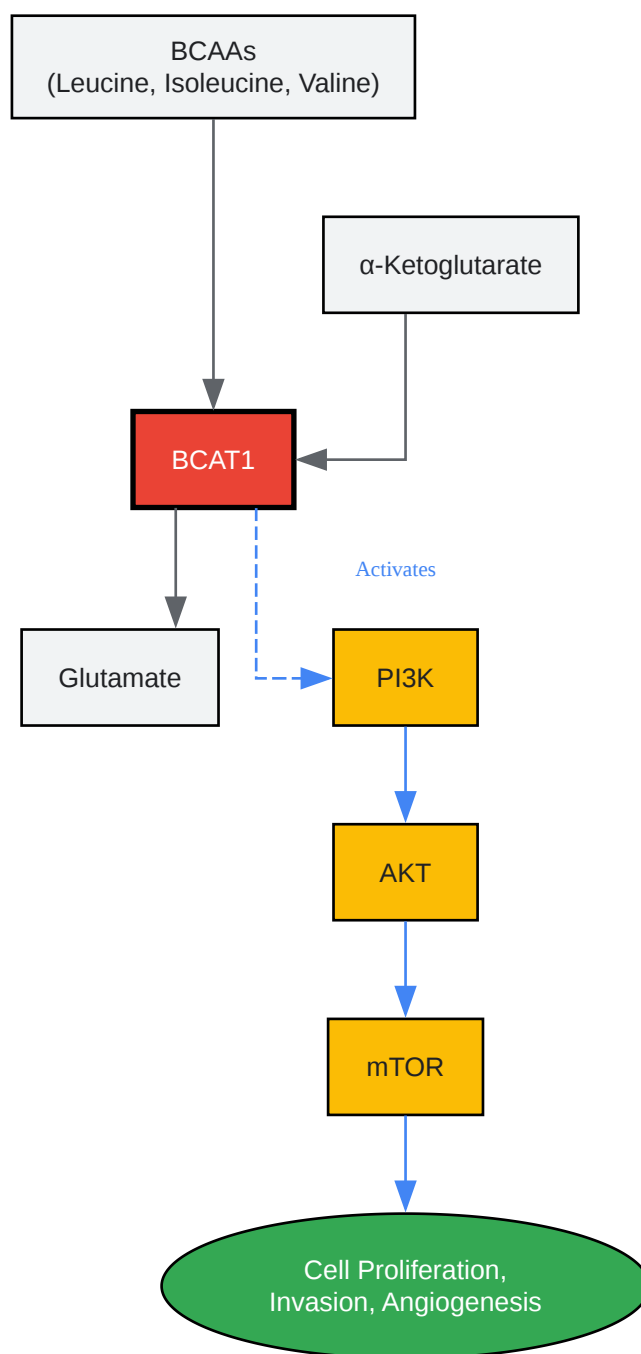 BCAAs
(Leucine, Isoleucine, Valine)
α-Ketoglutarate
BCAT1
Activates
Glutamate
PI3K
AKT
mTOR
Cell Proliferation,
Invasion, Angiogenesis